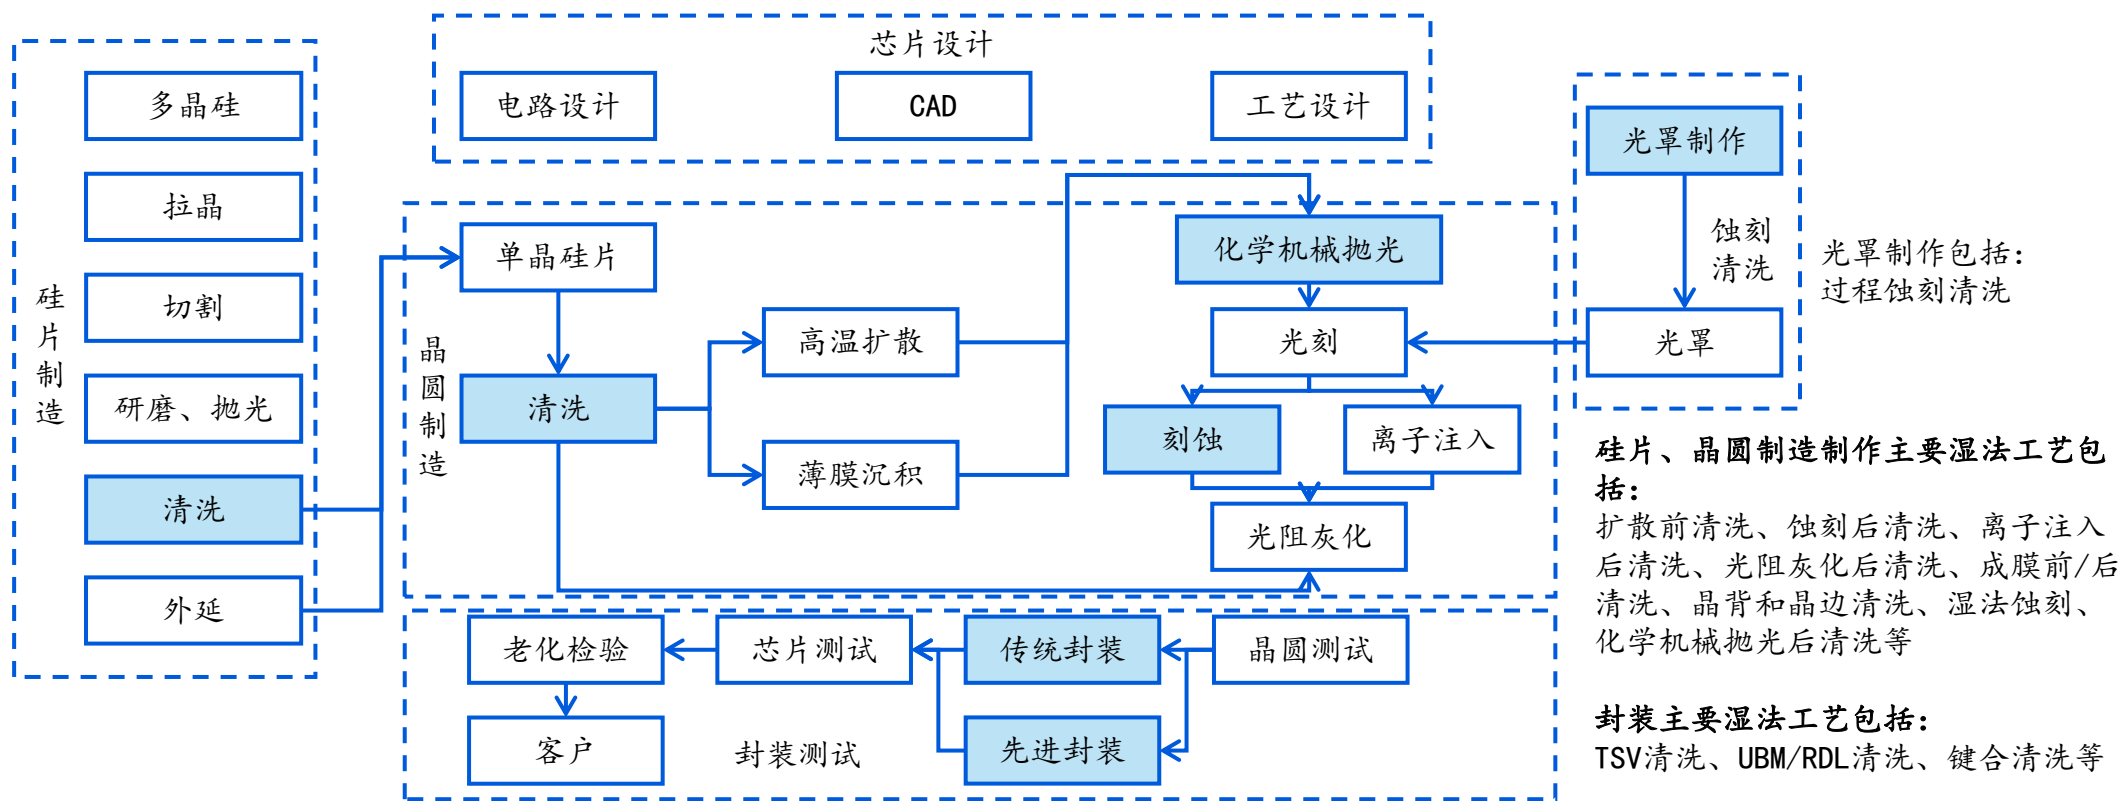 芯片设计
电路设计
CAD
工艺设计
硅片制造
多晶硅
拉晶
切割
研磨、抛光
清洗
外延
晶圆制造
单晶硅片
清洗
高温扩散
薄膜沉积
化学机械抛光
光刻
刻蚀
离子注入
光阻灰化
光罩制作
蚀刻
清洗
光罩
光罩制作包括：
过程蚀刻清洗
老化检验
芯片测试
传统封装
晶圆测试
客户
封装测试
先进封装
硅片、晶圆制造制作主要湿法工艺包
括：
扩散前清洗、蚀刻后清洗、离子注入
后清洗、光阻灰化后清洗、成膜前/后
清洗、晶背和晶边清洗、湿法蚀刻、
化学机械抛光后清洗等
封装主要湿法工艺包括：
TSV清洗、UBM/RDL清洗、键合清洗等